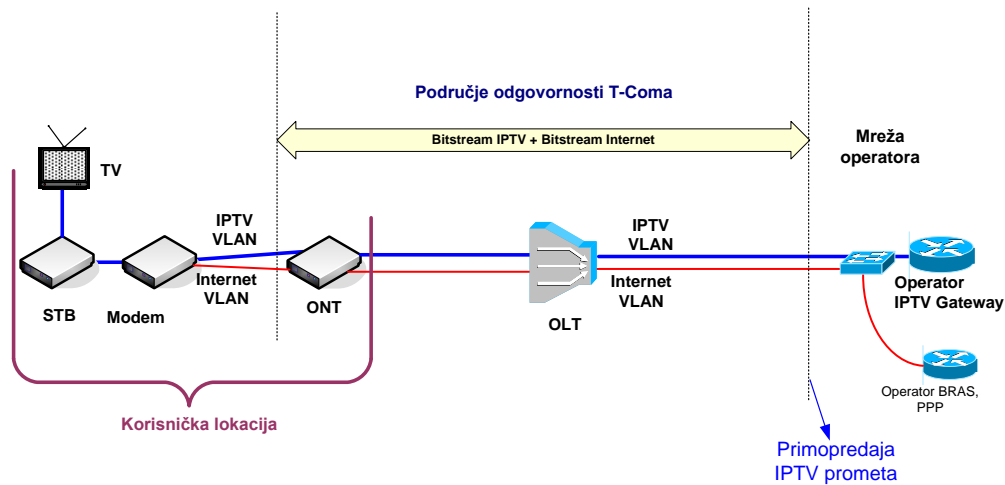 Područje odgovornosti T-Coma
Bitstream IPTV + Bitstream Internet
Mreža
operatora
TV
IPTV
VLAN
IPTV
VLAN
Internet
VLAN
Internet
VLAN
STB
Modem
ONT
OLT
Operator
IPTV Gateway
Operator BRAS,
PPP
Korisnička lokacija
Primopredaja
IPTV prometa